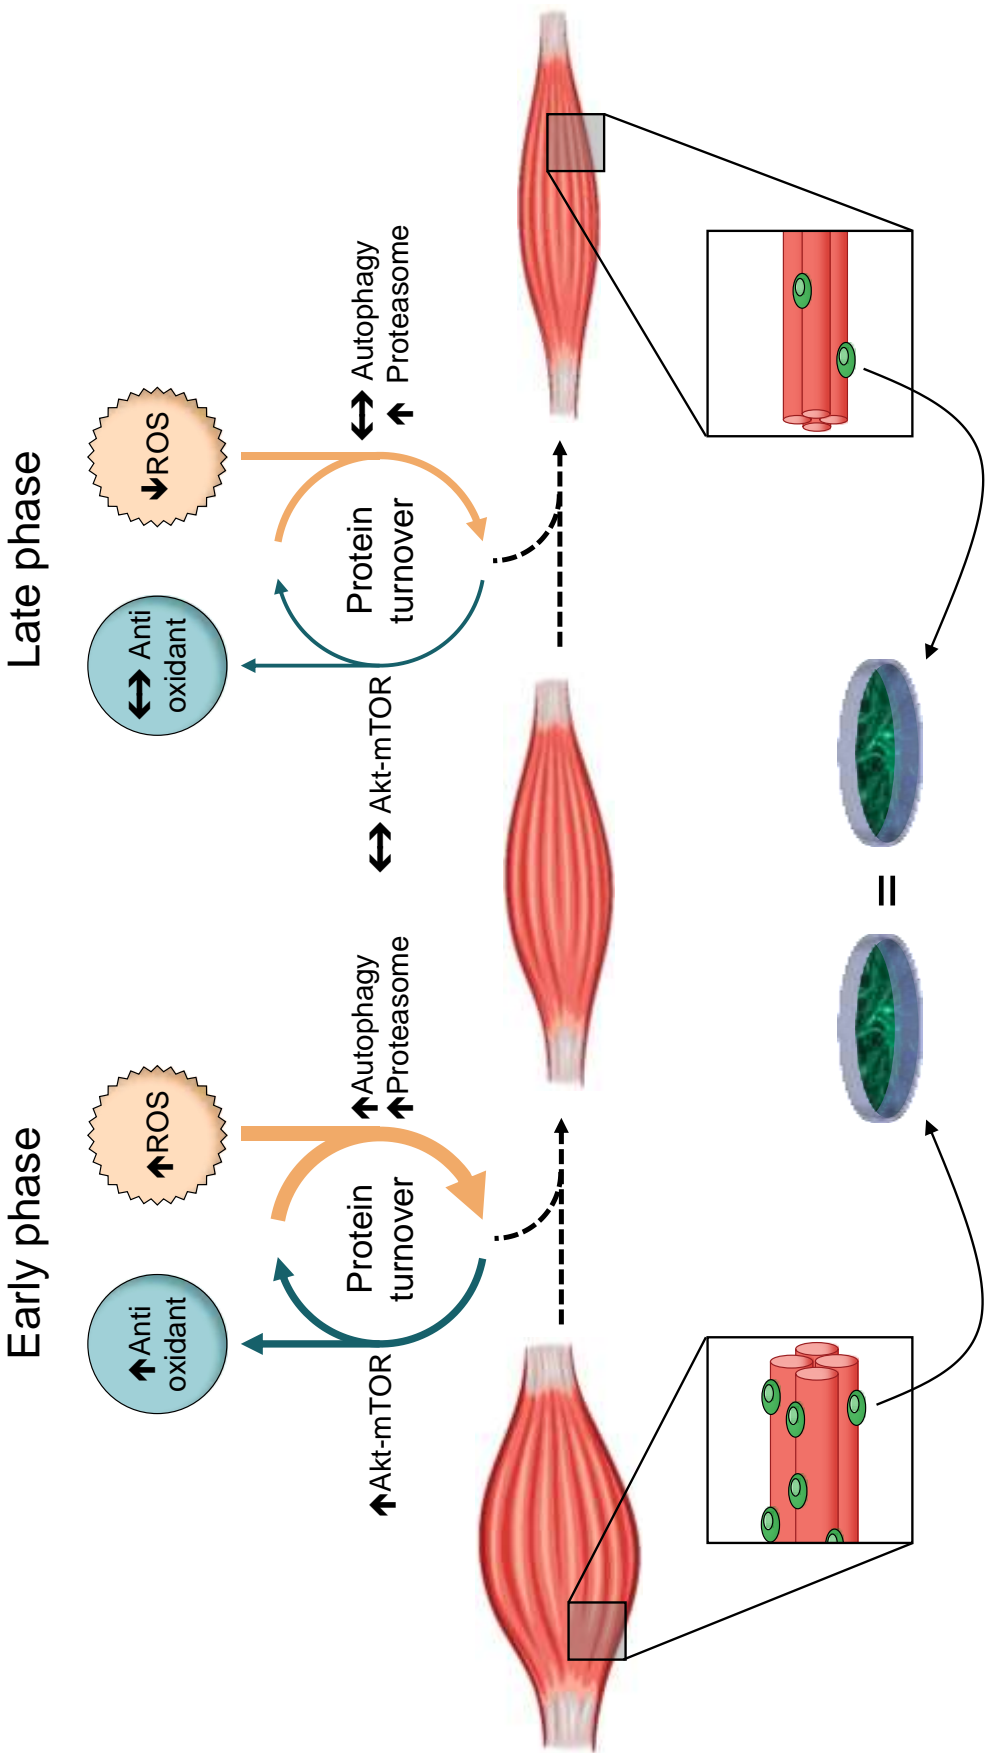 Early phase
↑Anti
oxidant
↑ROS
↑Akt-mTOR
Protein
turnover
↑Autophagy
↑Proteasome
Late phase
↔ Anti
oxidant
↓ROS
↔ Akt-mTOR
Protein
turnover
↔ Autophagy
↑ Proteasome
=